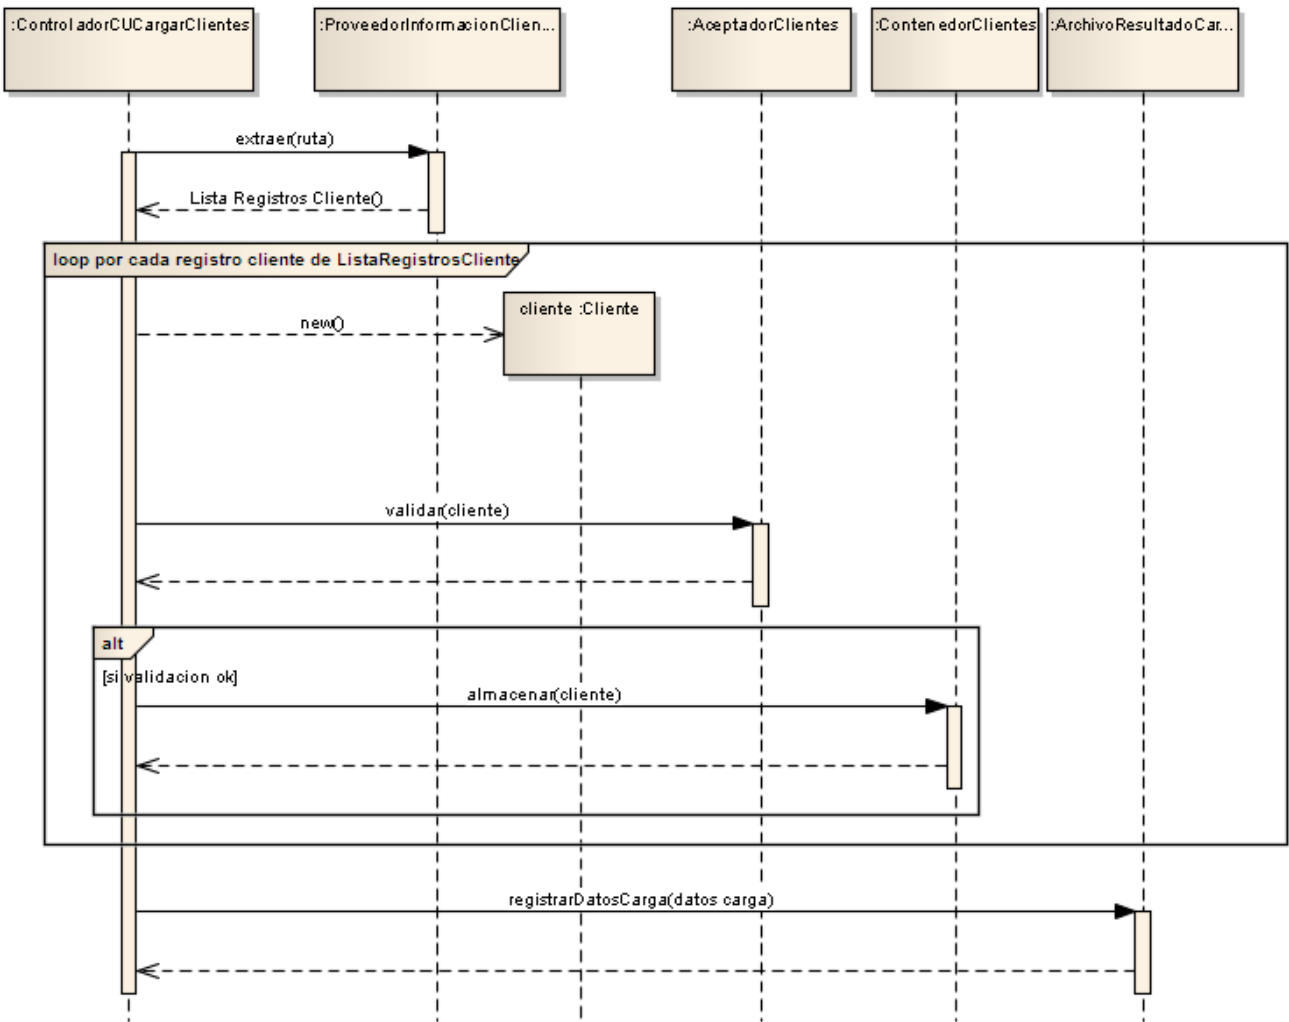 :ControladorCUCargarClientes
:ProveedorInformacionClien...
:AceptadorClientes
:ContenedorClientes
:ArchivoResultadoCar...
extraer(ruta)
Lista Registros Cliente()
loop por cada registro cliente de ListaRegistrosCliente
cliente :Cliente
new()
validar(cliente)
alt
[si validacion ok]
almacenar(cliente)
registrarDatosCarga(datos carga)